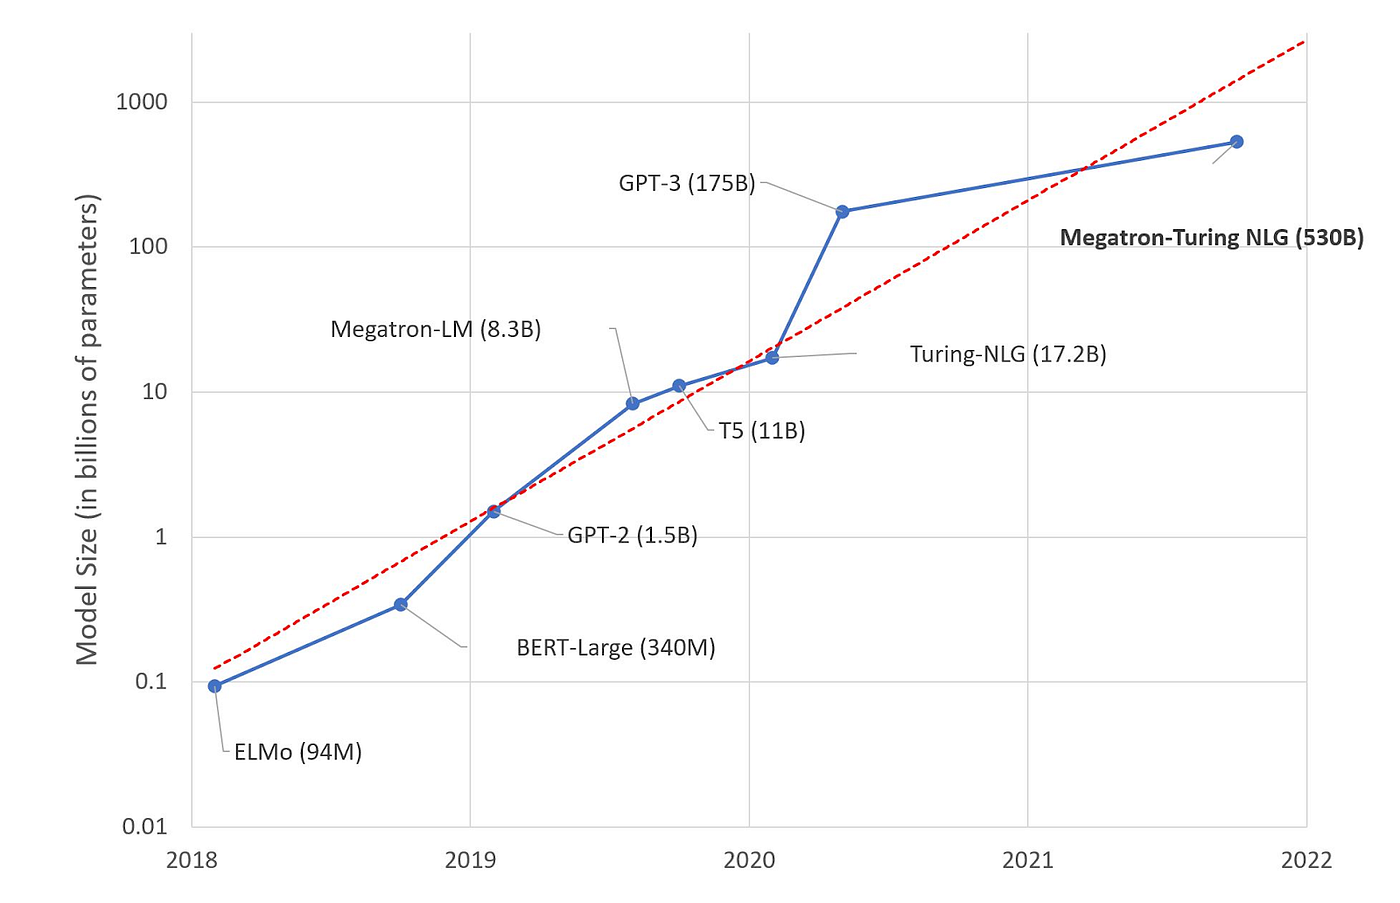 Model Size (in billions of parameters)
1000
100
10
1
0.1
0.01
GPT-3 (175B)
Megatron-Turing NLG (530B)
Megatron-LM (8.3B)
Turing-NLG (17.2B)
T5 (11B)
GPT-2 (1.5B)
BERT-Large (340M)
ELMo (94M)
2018
2019
2020
2021
2022